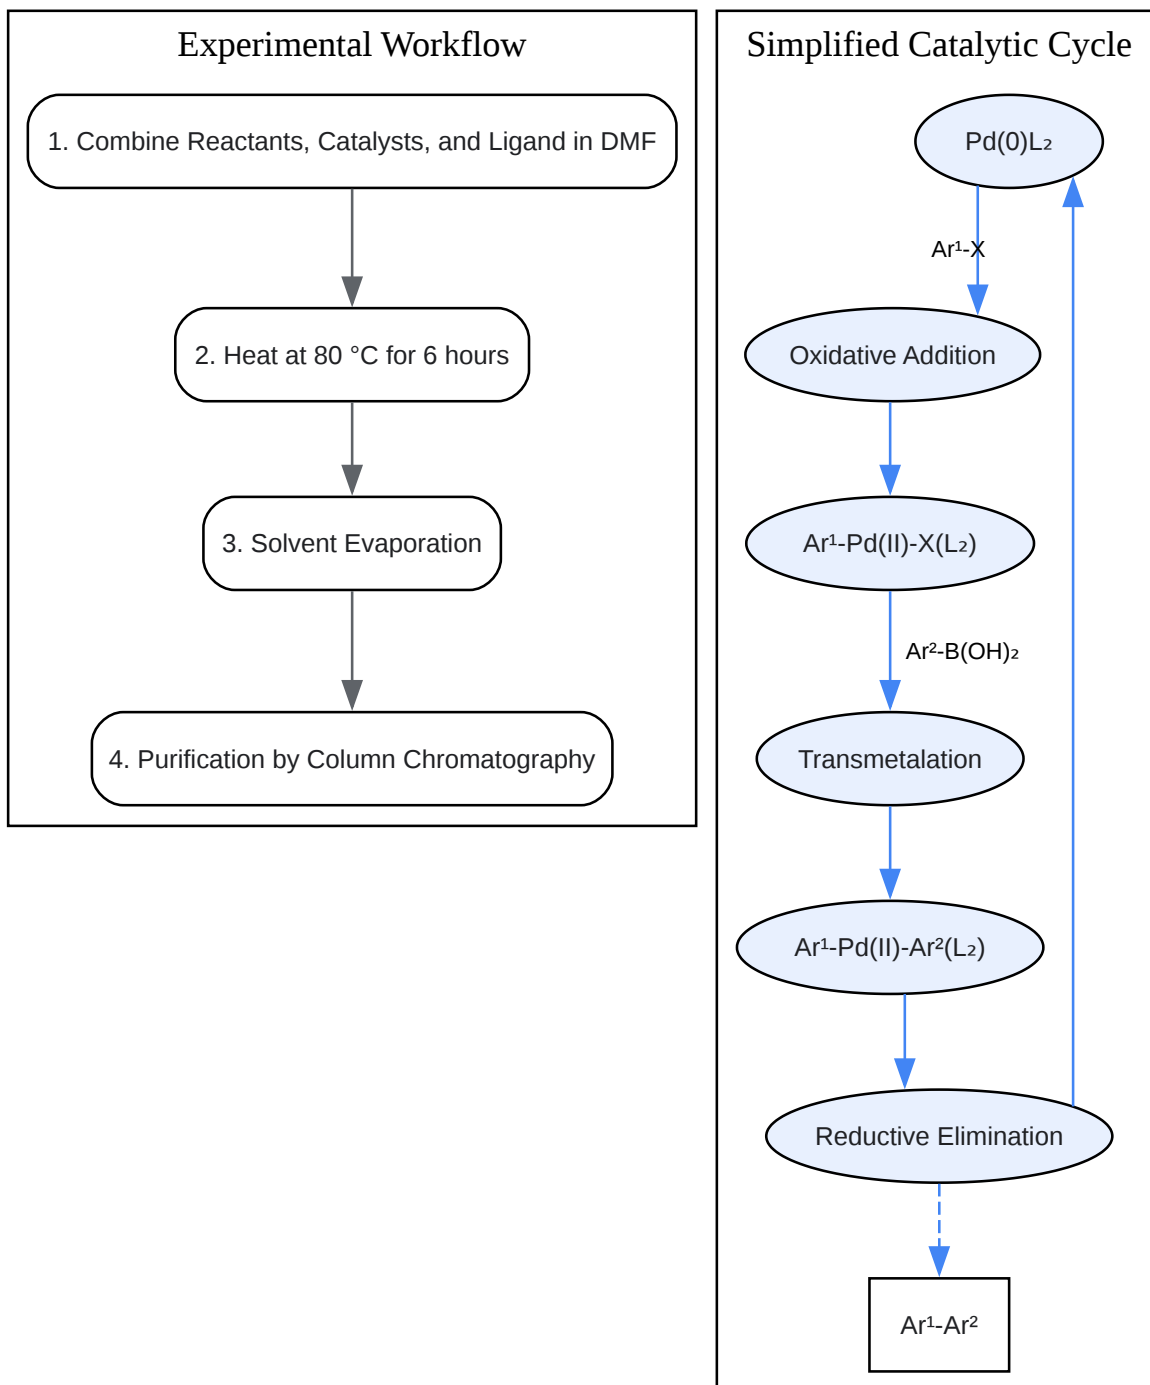 Experimental Workflow
1. Combine Reactants, Catalysts, and Ligand in DMF
2. Heat at 80 °C for 6 hours
3. Solvent Evaporation
4. Purification by Column Chromatography
Simplified Catalytic Cycle
Pd(0)L₂
Ar¹-X
Oxidative Addition
Ar¹-Pd(II)-X(L₂)
Ar²-B(OH)₂
Transmetalation
Ar¹-Pd(II)-Ar²(L₂)
Reductive Elimination
Ar¹-Ar²